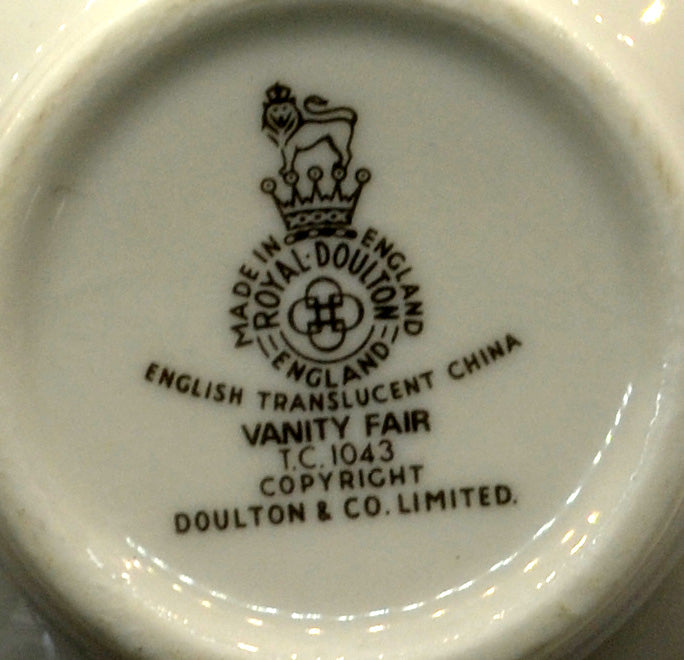 MADE IN ENGLAND
ROYAL·DOULTON
ENGLAND
ENGLISH TRANSLUCENT CHINA
VANITY FAIR
T.C. 1043
COPYRIGHT
DOULTON & CO. LIMITED.